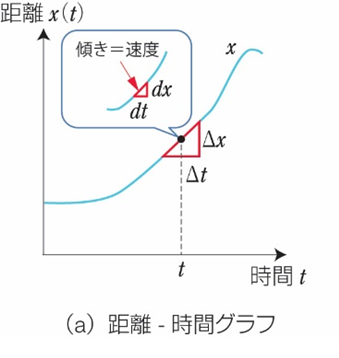 距離 x(t)
傾き＝速度
dx
dt
x
Δx
Δt
t
時間 t
(a) 距離 - 時間グラフ